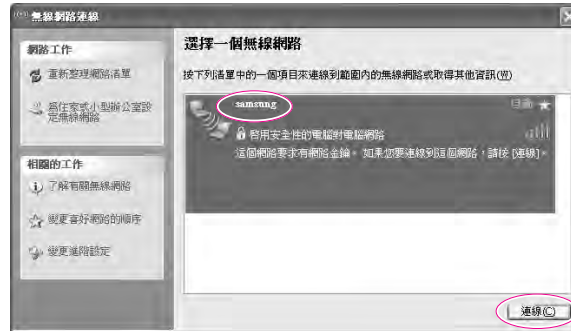 無線網路連線
網路工作
重新整理網路清單
為住家或小型辦公室設
定無線網路
相關的工作
了解有關無線網路
變更喜好網路的順序
變更進階設定
選擇一個無線網路
按下列清單中的一個項目來連線到範圍內的無線網路或取得其他資訊(W)
samsung
自動
啟用安全性的電腦對電腦網路
這個網路要求有網路金鑰。如果您要連線到這個網路,請按 [連線]。
連線(C)